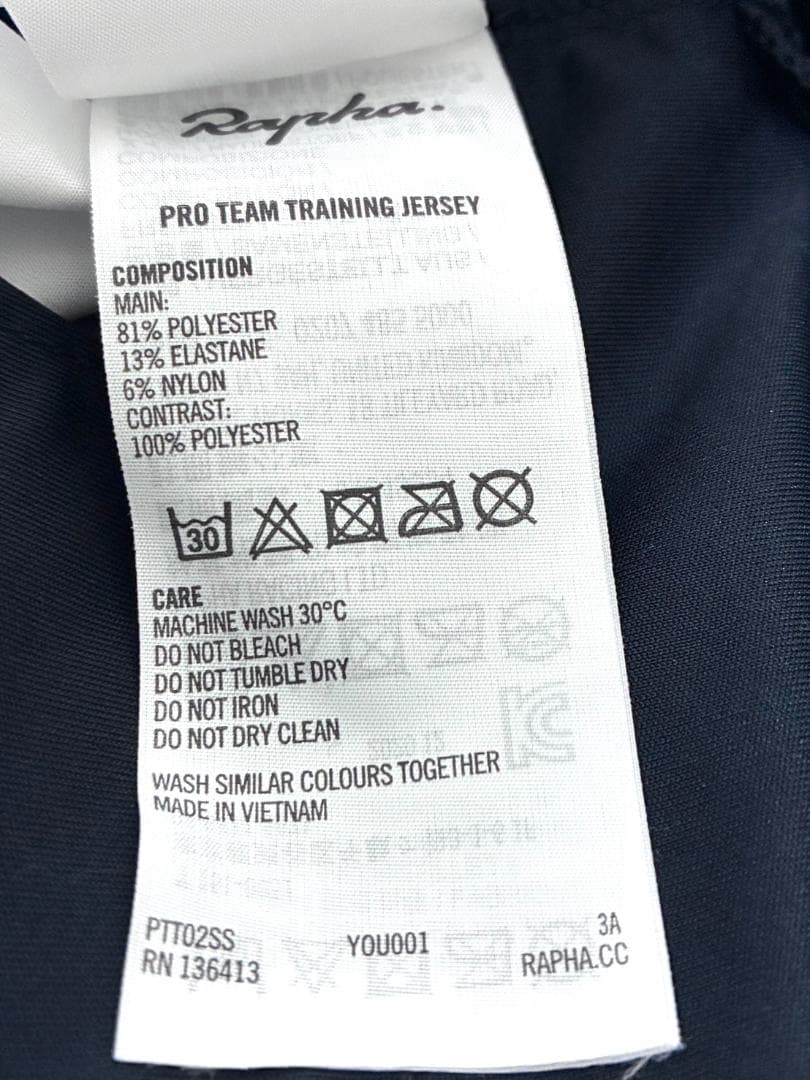 Rapha.
PRO TEAM TRAINING JERSEY
COMPOSITION
MAIN:
81% POLYESTER
13% ELASTANE
6% NYLON
CONTRAST:
100% POLYESTER
30
CARE
MACHINE WASH 30°C
DO NOT BLEACH
DO NOT TUMBLE DRY
DO NOT IRON
DO NOT DRY CLEAN
WASH SIMILAR COLOURS TOGETHER
MADE IN VIETNAM
PTT02SS YOU001 3A
RN 136413 RAPHA.CC